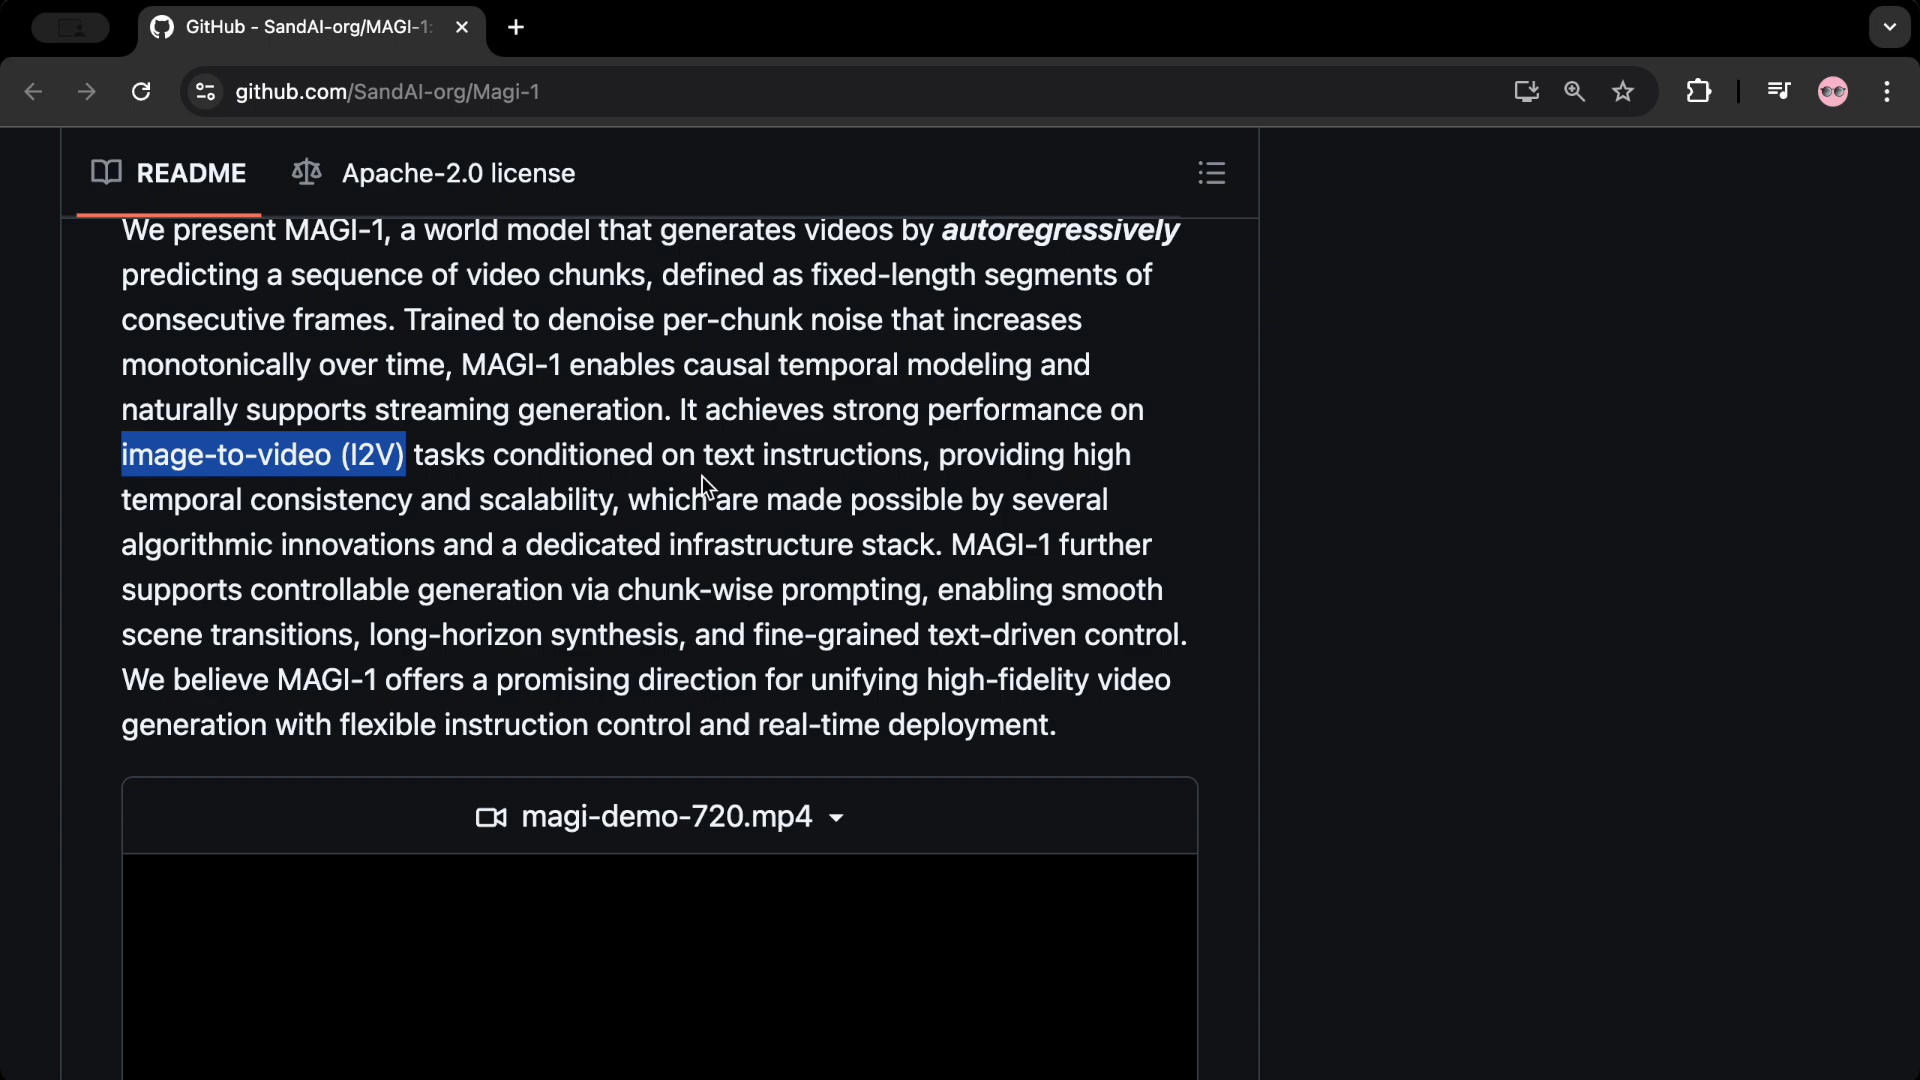 GitHub - SandAI-org/MAGI-1:
github.com/SandAI-org/Magi-1
README
Apache-2.0 license
We present MAGI-1, a world model that generates videos by autoregressively
predicting a sequence of video chunks, defined as fixed-length segments of
consecutive frames. Trained to denoise per-chunk noise that increases
monotonically over time, MAGI-1 enables causal temporal modeling and
naturally supports streaming generation. It achieves strong performance on
image-to-video (I2V) tasks conditioned on text instructions, providing high
temporal consistency and scalability, which are made possible by several
algorithmic innovations and a dedicated infrastructure stack. MAGI-1 further
supports controllable generation via chunk-wise prompting, enabling smooth
scene transitions, long-horizon synthesis, and fine-grained text-driven control.
We believe MAGI-1 offers a promising direction for unifying high-fidelity video
generation with flexible instruction control and real-time deployment.
magi-demo-720.mp4